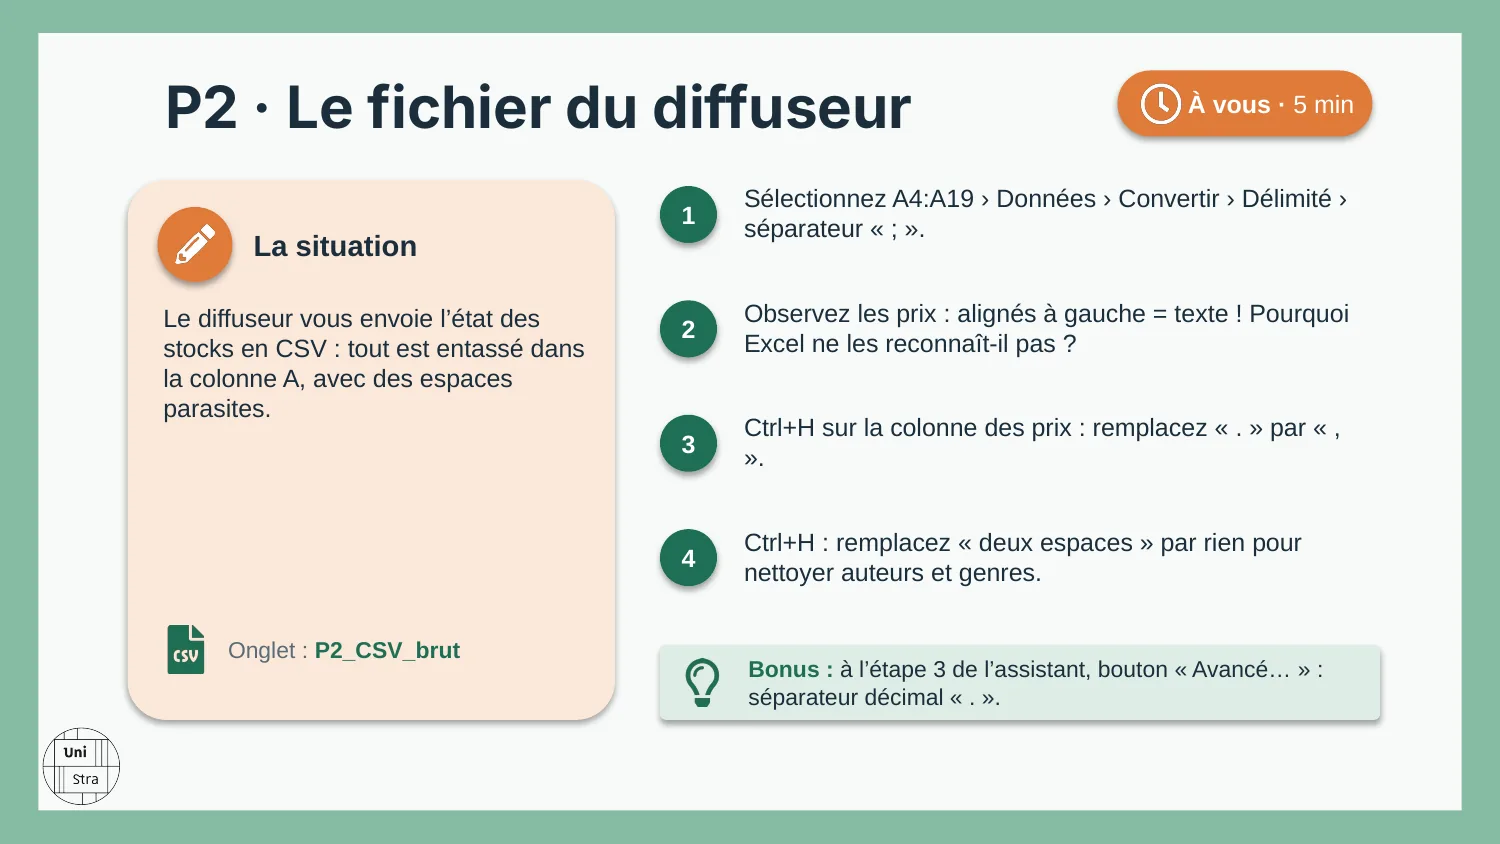 P2 · Le fichier du diffuseur
À vous · 5 min
La situation
Le diffuseur vous envoie l’état des
stocks en CSV : tout est entassé dans
la colonne A, avec des espaces
parasites.
CSV
Onglet : P2_CSV_brut
1
Sélectionnez A4:A19 › Données › Convertir › Délimité ›
séparateur « ; ».
2
Observez les prix : alignés à gauche = texte ! Pourquoi
Excel ne les reconnaît-il pas ?
3
Ctrl+H sur la colonne des prix : remplacez « . » par « ,
».
4
Ctrl+H : remplacez « deux espaces » par rien pour
nettoyer auteurs et genres.
Bonus : à l’étape 3 de l’assistant, bouton « Avancé… » :
séparateur décimal « . ».
Uni
Stra